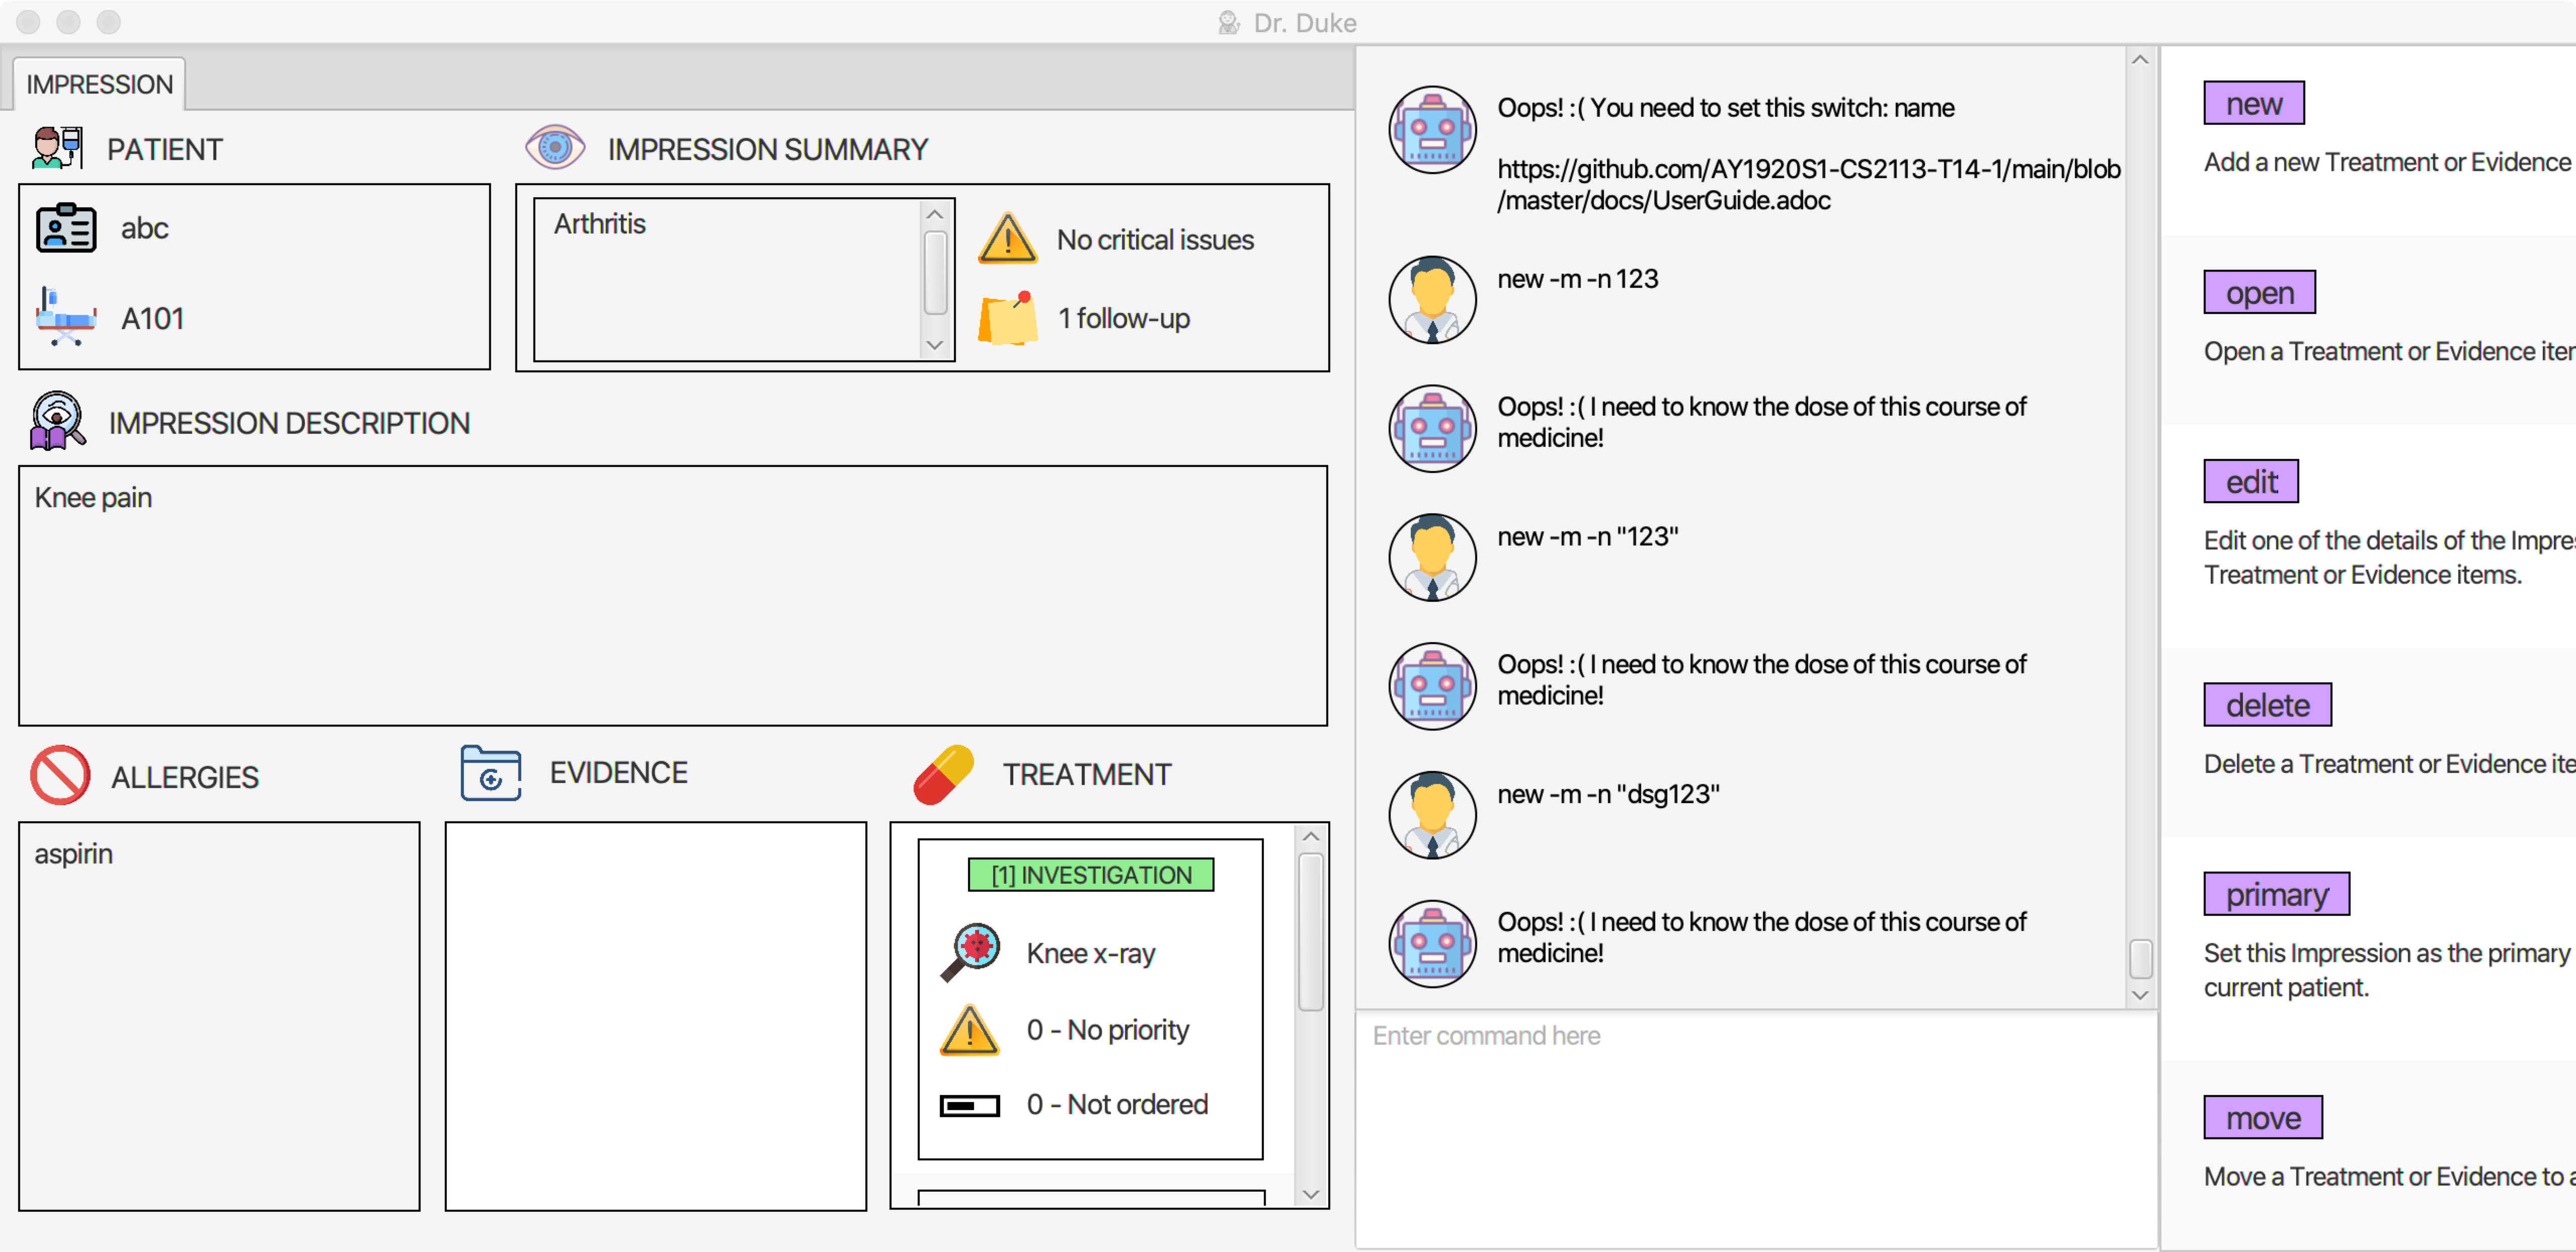 Dr. Duke
IMPRESSION
PATIENT
abc
A101
IMPRESSION SUMMARY
Arthritis
No critical issues
1 follow-up
IMPRESSION DESCRIPTION
Knee pain
ALLERGIES
aspirin
EVIDENCE
TREATMENT
[1] INVESTIGATION
Knee x-ray
0 - No priority
0 - Not ordered
Oops! :( You need to set this switch: name
https://github.com/AY1920S1-CS2113-T14-1/main/blob
/master/docs/UserGuide.adoc
new -m -n 123
Oops! :( I need to know the dose of this course of
medicine!
new -m -n "123"
Oops! :( I need to know the dose of this course of
medicine!
new -m -n "dsg123"
Oops! :( I need to know the dose of this course of
medicine!
Enter command here
new
Add a new Treatment or Evidence
open
Open a Treatment or Evidence
edit
Edit one of the details of the
Treatment or Evidence items.
delete
Delete a Treatment or Evidence
primary
Set this Impression as the primary
current patient.
move
Move a Treatment or Evidence to